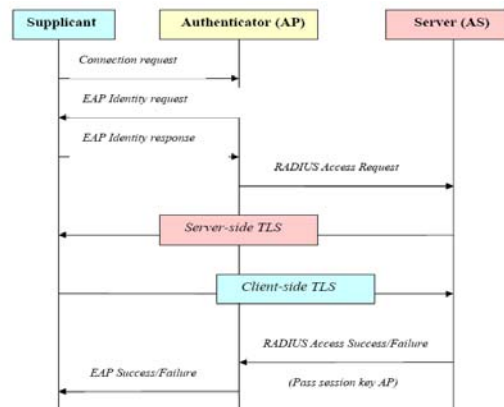 Supplicant
Authenticator (AP)
Server (AS)
Connection request
EAP Identity request
EAP Identity response
RADIUS Access Request
Server-side TLS
Client-side TLS
RADIUS Access Success/Failure
EAP Success/Failure
(Pass session key AP)